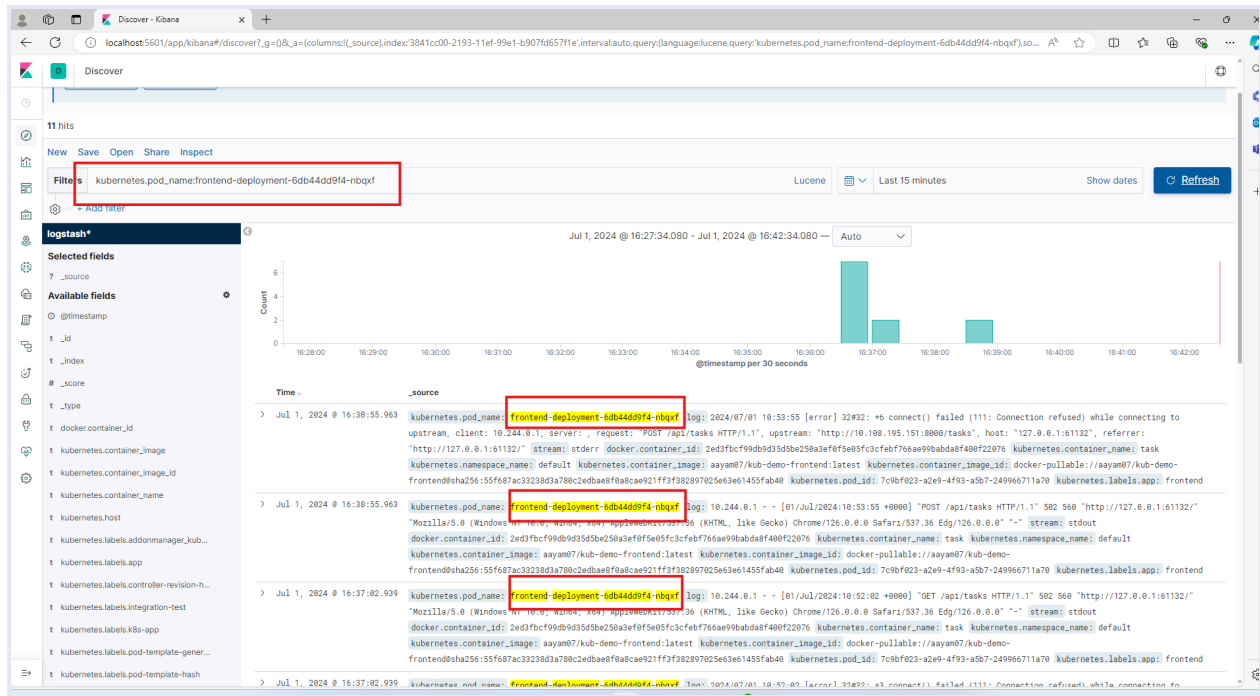 Discover - Kibana
localhost:5601/app/kibana#/discover?_g=()&_a=(columns:!(_source),index:'3841cc00-2193-11ef-99e1-b907fd657f1e',interval:auto,query:(language:lucene,query:'kubernetes.pod_name:frontend-deployment-6db44dd9f4-nbqxf'),so...
D Discover
11 hits
New Save Open Share Inspect
Filters kubernetes.pod_name:frontend-deployment-6db44dd9f4-nbqxf Lucene Last 15 minutes Show dates Refresh
+ Add filter
logstash*
Selected fields
? _source
Available fields
@timestamp
t _id
t _index
# _score
t _type
t docker.container_id
t kubernetes.container_image
t kubernetes.container_image_id
t kubernetes.container_name
t kubernetes.host
t kubernetes.labels.addonmanager_kub...
t kubernetes.labels.app
t kubernetes.labels.controller-revision-h...
t kubernetes.labels.integration-test
t kubernetes.labels.k8s-app
t kubernetes.labels.pod-template-gener...
t kubernetes.labels.pod-template-hash
Jul 1, 2024 @ 16:27:34.080 - Jul 1, 2024 @ 16:42:34.080 — Auto
Count
6
4
2
0
16:28:00 16:29:00 16:30:00 16:31:00 16:32:00 16:33:00 16:34:00 16:35:00 16:36:00 16:37:00 16:38:00 16:39:00 16:40:00 16:41:00 16:42:00
@timestamp per 30 seconds
Time _source
Jul 1, 2024 @ 16:38:55.963 kubernetes.pod_name: frontend-deployment-6db44dd9f4-nbqxf log: 2024/07/01 10:53:55 [error] 32#32: *6 connect() failed (111: Connection refused) while connecting to
upstream, client: 10.244.0.1, server: , request: "POST /api/tasks HTTP/1.1", upstream: "http://10.108.195.151:8000/tasks", host: "127.0.0.1:61132", referrer:
"http://127.0.0.1:61132/" stream: stderr docker.container_id: 2ed3fbcf99db9d35d5be250a3ef0f5e05fc3cfebf766ae99babda8f400f22076 kubernetes.container_name: task
kubernetes.namespace_name: default kubernetes.container_image: aayam07/kub-demo-frontend:latest kubernetes.container_image_id: docker-pullable://aayam07/kub-demo-
frontend@sha256:55f687ac33238d3a780c2edbae8f0a8cae921ff3f382897025e63e61455fab40 kubernetes.pod_id: 7c9bf023-a2e9-4f93-a5b7-249966711a70 kubernetes.labels.app: frontend
Jul 1, 2024 @ 16:38:55.963 kubernetes.pod_name: frontend-deployment-6db44dd9f4-nbqxf log: 10.244.0.1 - - [01/Jul/2024:10:53:55 +0000] "POST /api/tasks HTTP/1.1" 502 560 "http://127.0.0.1:61132/"
"Mozilla/5.0 (Windows NT 10.0; Win64; x64) AppleWebKit/537.36 (KHTML, like Gecko) Chrome/126.0.0.0 Safari/537.36 Edg/126.0.0.0" "-" stream: stdout
docker.container_id: 2ed3fbcf99db9d35d5be250a3ef0f5e05fc3cfebf766ae99babda8f400f22076 kubernetes.container_name: task kubernetes.namespace_name: default
kubernetes.container_image: aayam07/kub-demo-frontend:latest kubernetes.container_image_id: docker-pullable://aayam07/kub-demo-
frontend@sha256:55f687ac33238d3a780c2edbae8f0a8cae921ff3f382897025e63e61455fab40 kubernetes.pod_id: 7c9bf023-a2e9-4f93-a5b7-249966711a70 kubernetes.labels.app: frontend
Jul 1, 2024 @ 16:37:02.939 kubernetes.pod_name: frontend-deployment-6db44dd9f4-nbqxf log: 10.244.0.1 - - [01/Jul/2024:10:52:02 +0000] "GET /api/tasks HTTP/1.1" 502 560 "http://127.0.0.1:61132/"
"Mozilla/5.0 (Windows NT 10.0; Win64; x64) AppleWebKit/537.36 (KHTML, like Gecko) Chrome/126.0.0.0 Safari/537.36 Edg/126.0.0.0" "-" stream: stdout
docker.container_id: 2ed3fbcf99db9d35d5be250a3ef0f5e05fc3cfebf766ae99babda8f400f22076 kubernetes.container_name: task kubernetes.namespace_name: default
kubernetes.container_image: aayam07/kub-demo-frontend:latest kubernetes.container_image_id: docker-pullable://aayam07/kub-demo-
frontend@sha256:55f687ac33238d3a780c2edbae8f0a8cae921ff3f382897025e63e61455fab40 kubernetes.pod_id: 7c9bf023-a2e9-4f93-a5b7-249966711a70 kubernetes.labels.app: frontend
Jul 1, 2024 @ 16:37:02.939 kubernetes.pod_name: frontend-deployment-6db44dd9f4-nbqxf log: 2024/07/01 10:52:02 [error] 32#32: *3 connect() failed (111: Connection refused) while connecting to